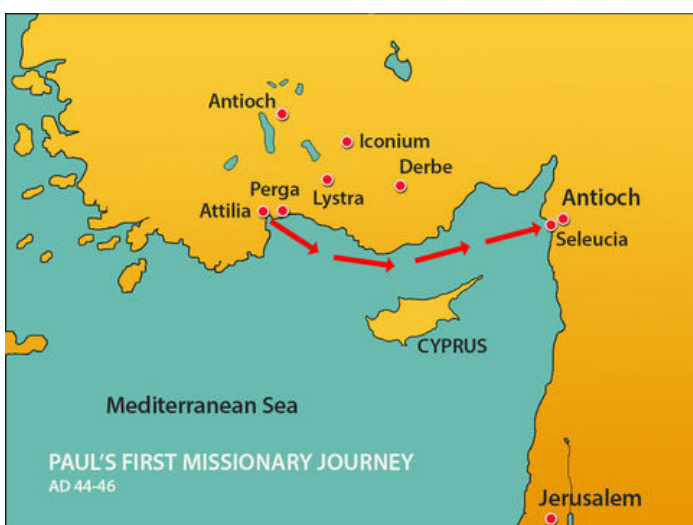 Antioch
Iconium
Derbe
Lystra
Perga
Attilia
Antioch
Seleucia
CYPRUS
Mediterranean Sea
PAUL'S FIRST MISSIONARY JOURNEY
AD 44-46
Jerusalem